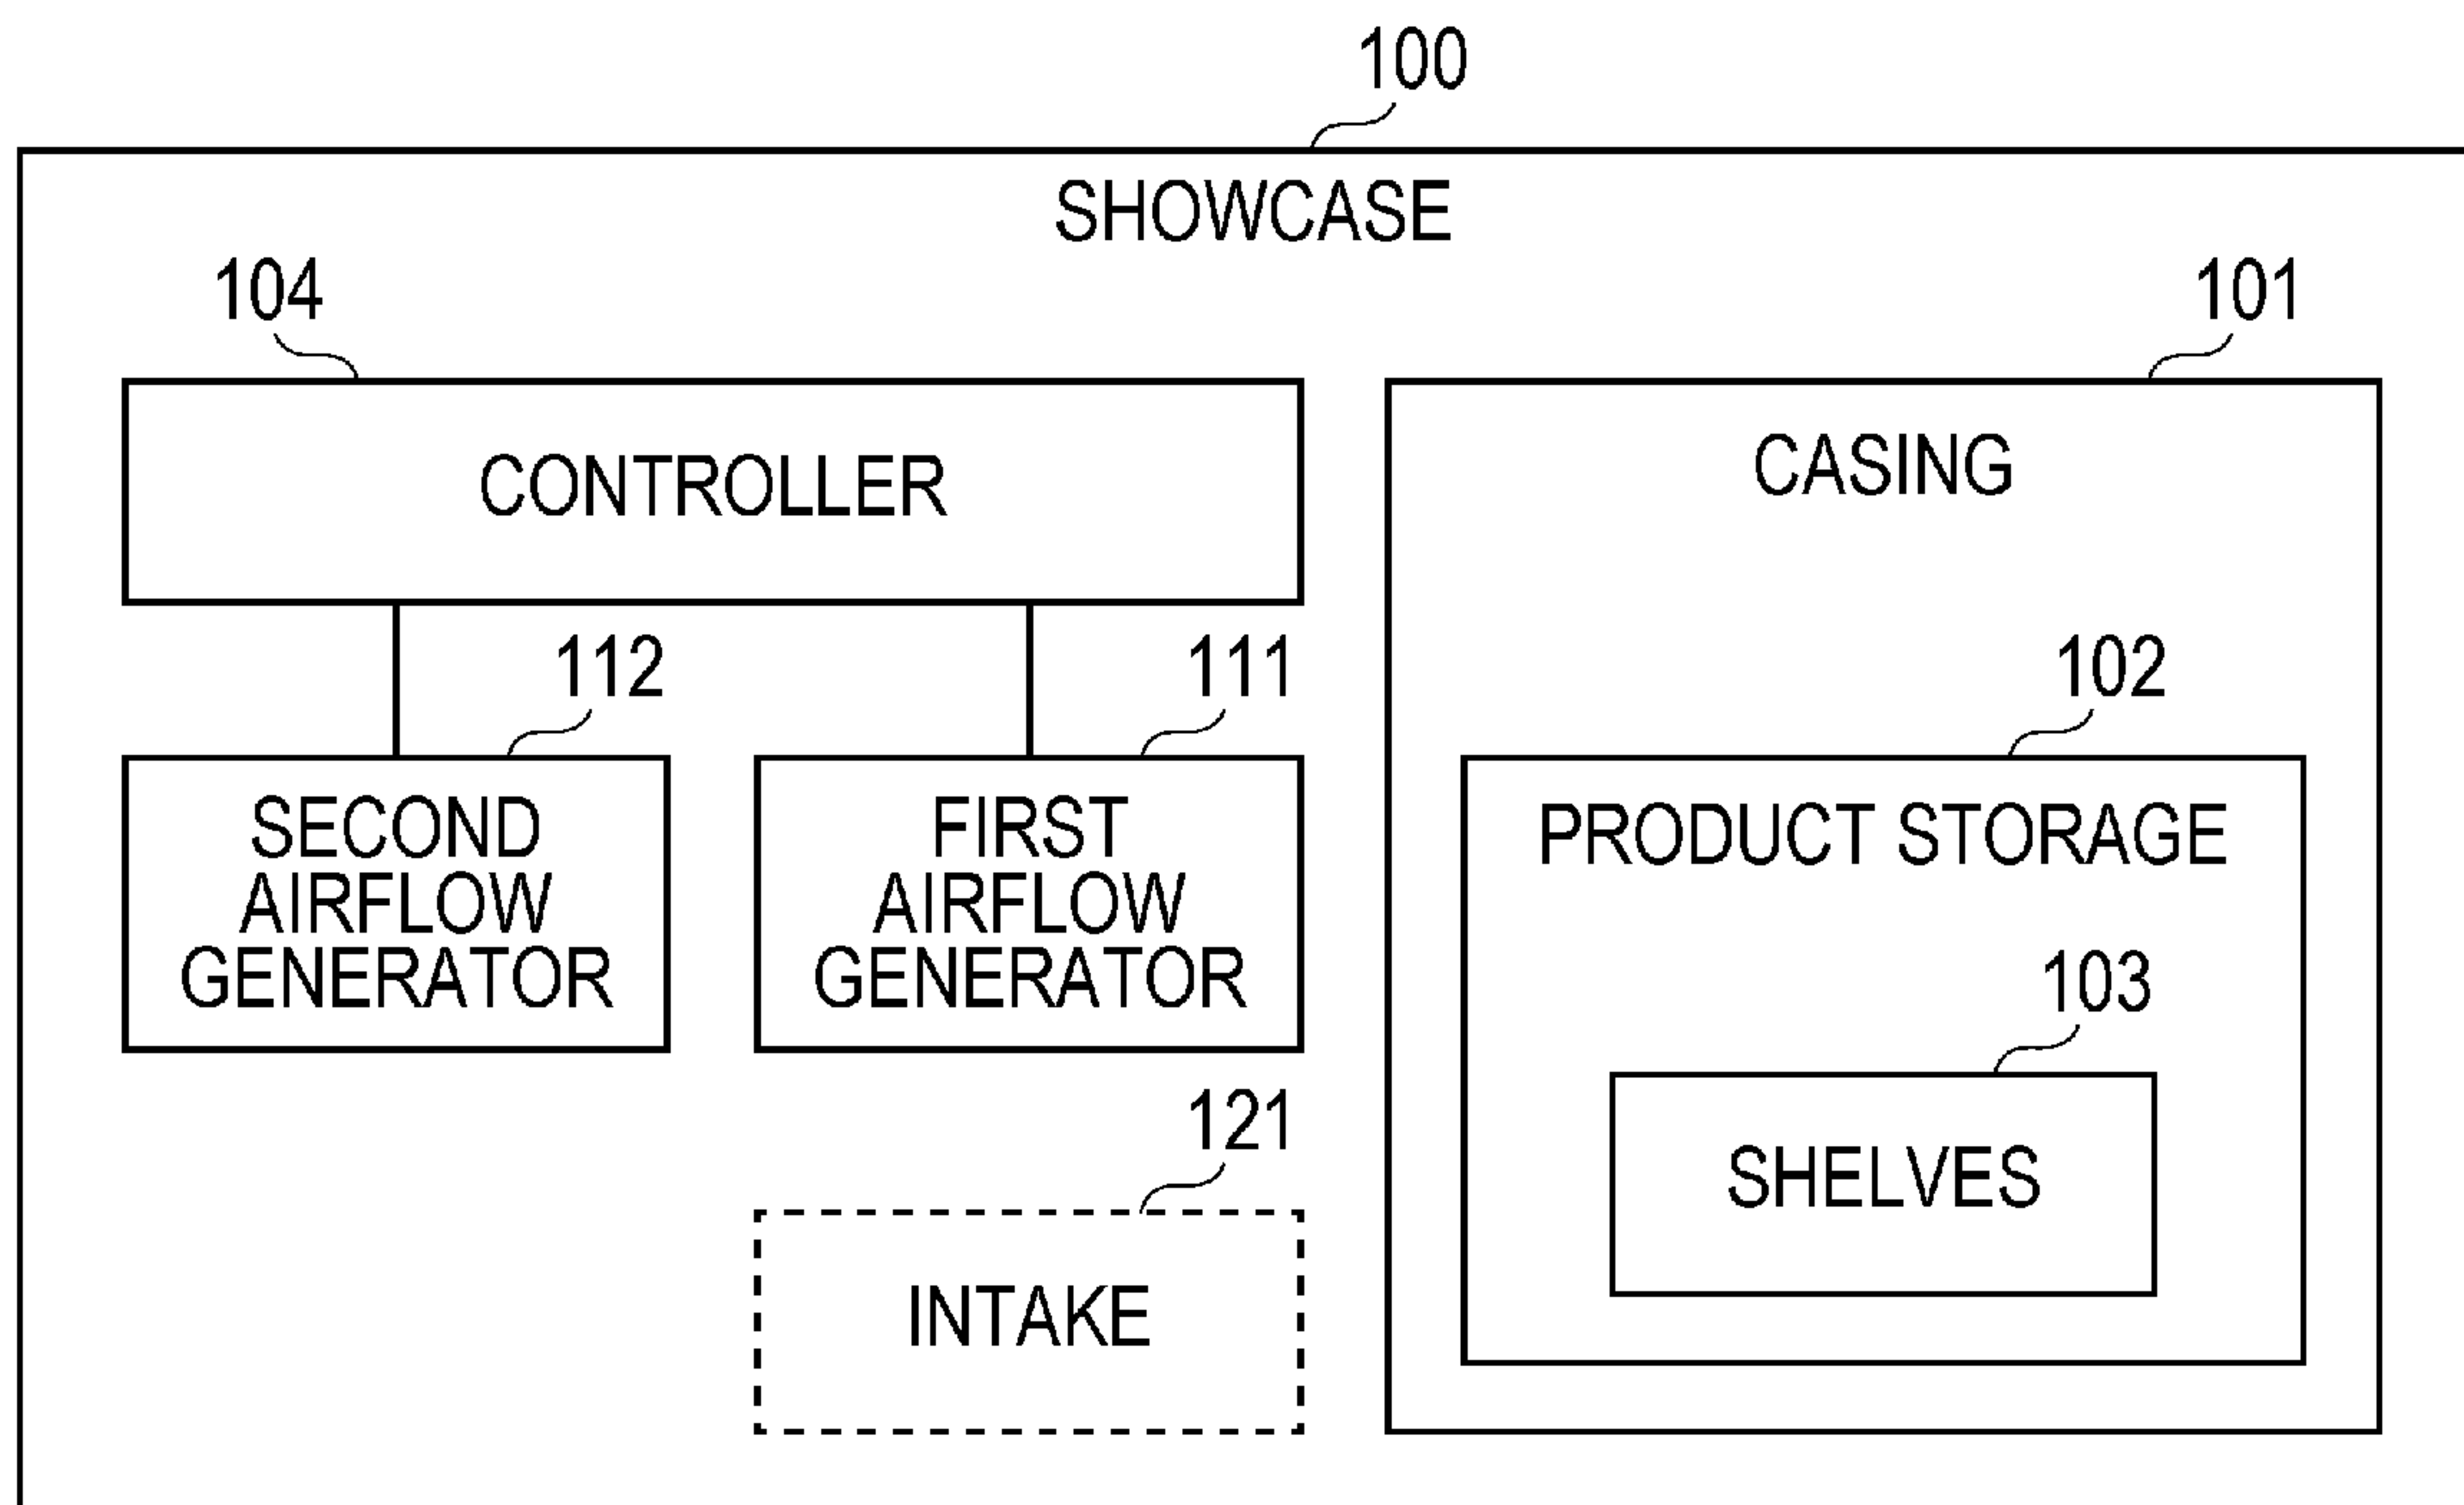 100
SHOWCASE
104
101
CONTROLLER
CASING
112
111
102
SECOND
AIRFLOW
GENERATOR
FIRST
AIRFLOW
GENERATOR
PRODUCT STORAGE
103
SHELVES
121
INTAKE